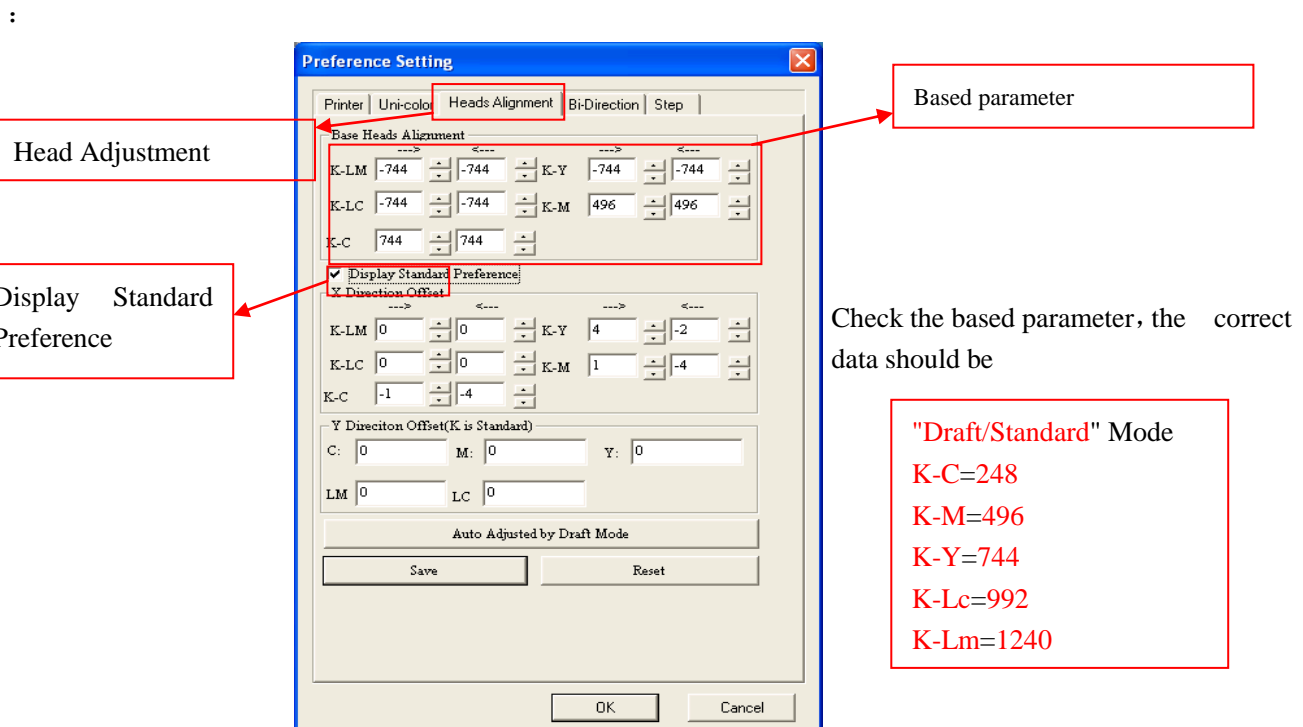 ：
Preference Setting
Printer Uni-color Heads Alignment Bi-Direction Step
Based parameter
Head Adjustment
Base Heads Alignment
---> <--- ---> <---
K-LM -744 -744 K-Y -744 -744
K-LC -744 -744 K-M 496 496
K-C 744 744
Display Standard Preference
Display Standard
Preference
X Direction Offset
---> <--- ---> <---
K-LM 0 0 K-Y 4 -2
K-LC 0 0 K-M 1 -4
K-C -1 -4
Check the based parameter，the correct
data should be
Y Direciton Offset(K is Standard)
C: 0 M: 0 Y: 0
LM 0 LC 0
Auto Adjusted by Draft Mode
Save Reset
"Draft/Standard" Mode
K-C=248
K-M=496
K-Y=744
K-Lc=992
K-Lm=1240
OK Cancel